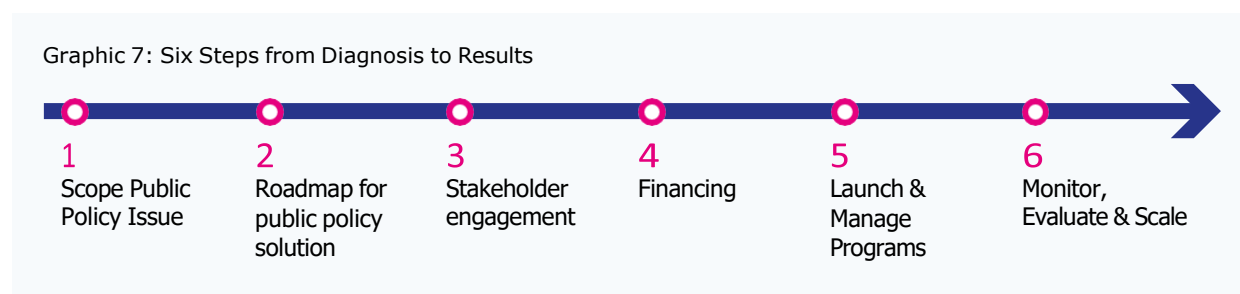 Graphic 7: Six Steps from Diagnosis to Results
1
Scope Public
Policy Issue
2
Roadmap for
public policy
solution
3
Stakeholder
engagement
4
Financing
5
Launch &
Manage
Programs
6
Monitor,
Evaluate & Scale